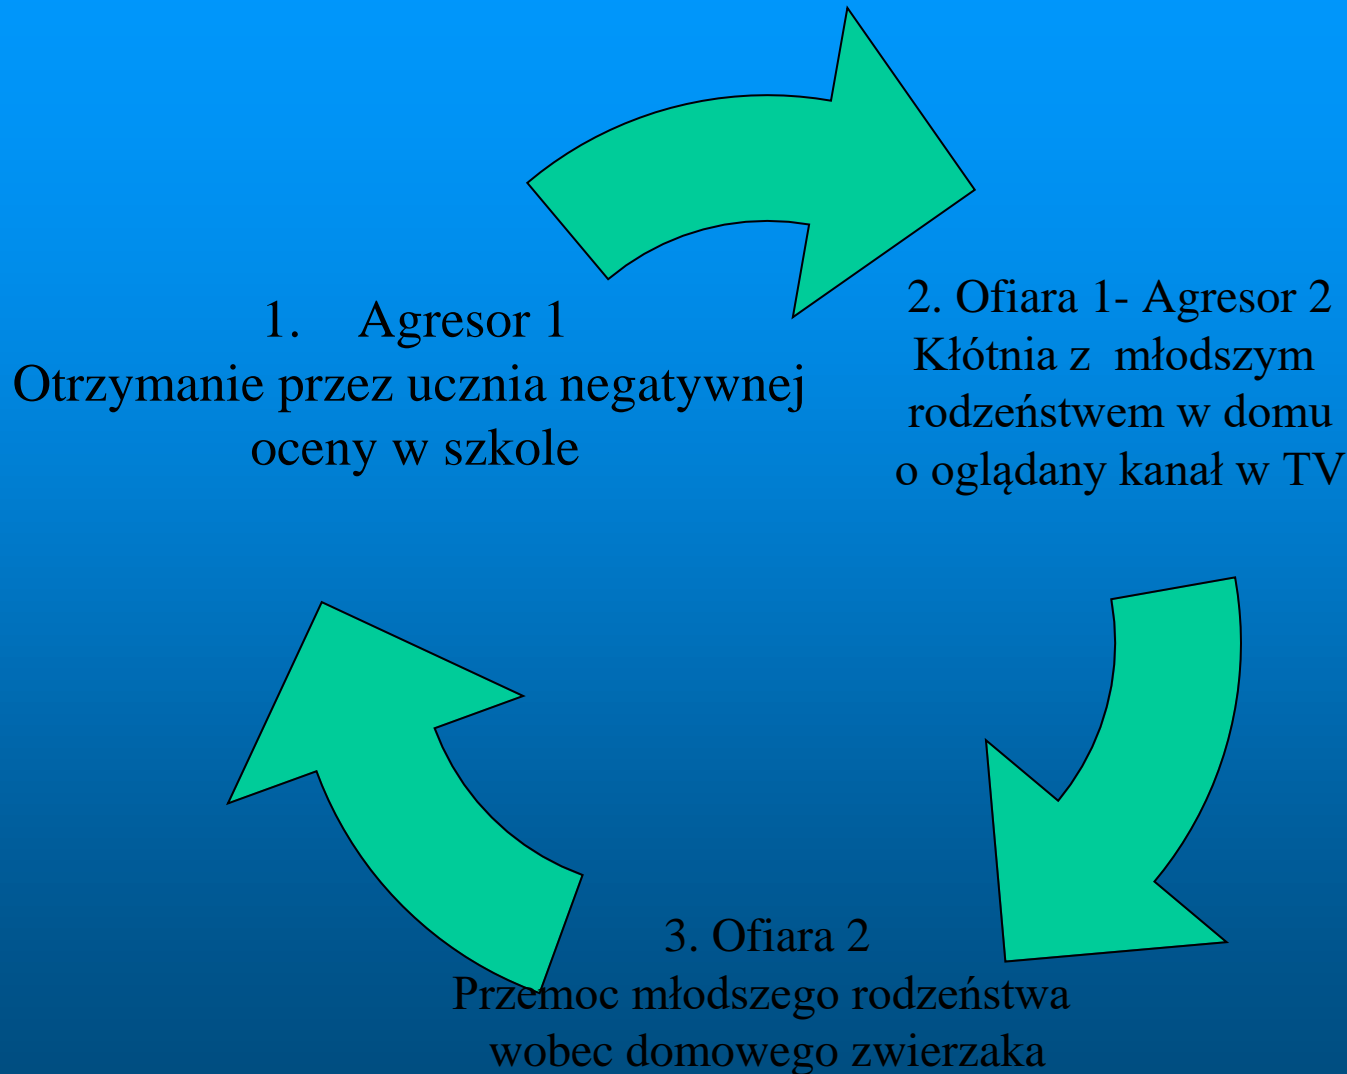 1. Agresor 1
Otrzymanie przez ucznia negatywnej
oceny w szkole
2. Ofiara 1- Agresor 2
Kłótnia z młodszym
rodzeństwem w domu
o oglądany kanał w TV
3. Ofiara 2
Przemoc młodszego rodzeństwa
wobec domowego zwierzaka